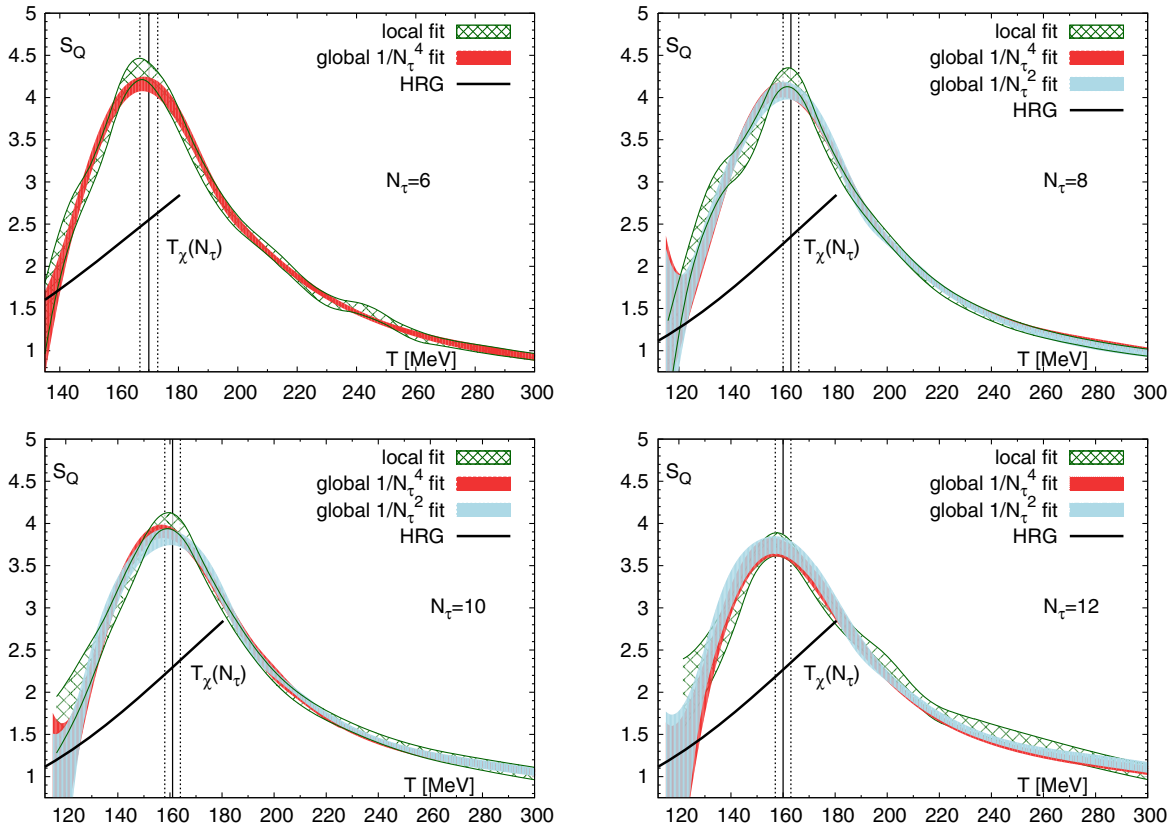 S_Q
local fit
global 1/N_τ^4 fit
HRG
N_τ=6
T_χ(N_τ)
T [MeV]
5
4.5
4
3.5
3
2.5
2
1.5
1
140 160 180 200 220 240 260 280 300
S_Q
local fit
global 1/N_τ^4 fit
global 1/N_τ^2 fit
HRG
N_τ=8
T_χ(N_τ)
T [MeV]
5
4.5
4
3.5
3
2.5
2
1.5
1
120 140 160 180 200 220 240 260 280 300
S_Q
local fit
global 1/N_τ^4 fit
global 1/N_τ^2 fit
HRG
N_τ=10
T_χ(N_τ)
T [MeV]
5
4.5
4
3.5
3
2.5
2
1.5
1
120 140 160 180 200 220 240 260 280 300
S_Q
local fit
global 1/N_τ^4 fit
global 1/N_τ^2 fit
HRG
N_τ=12
T_χ(N_τ)
T [MeV]
5
4.5
4
3.5
3
2.5
2
1.5
1
120 140 160 180 200 220 240 260 280 300